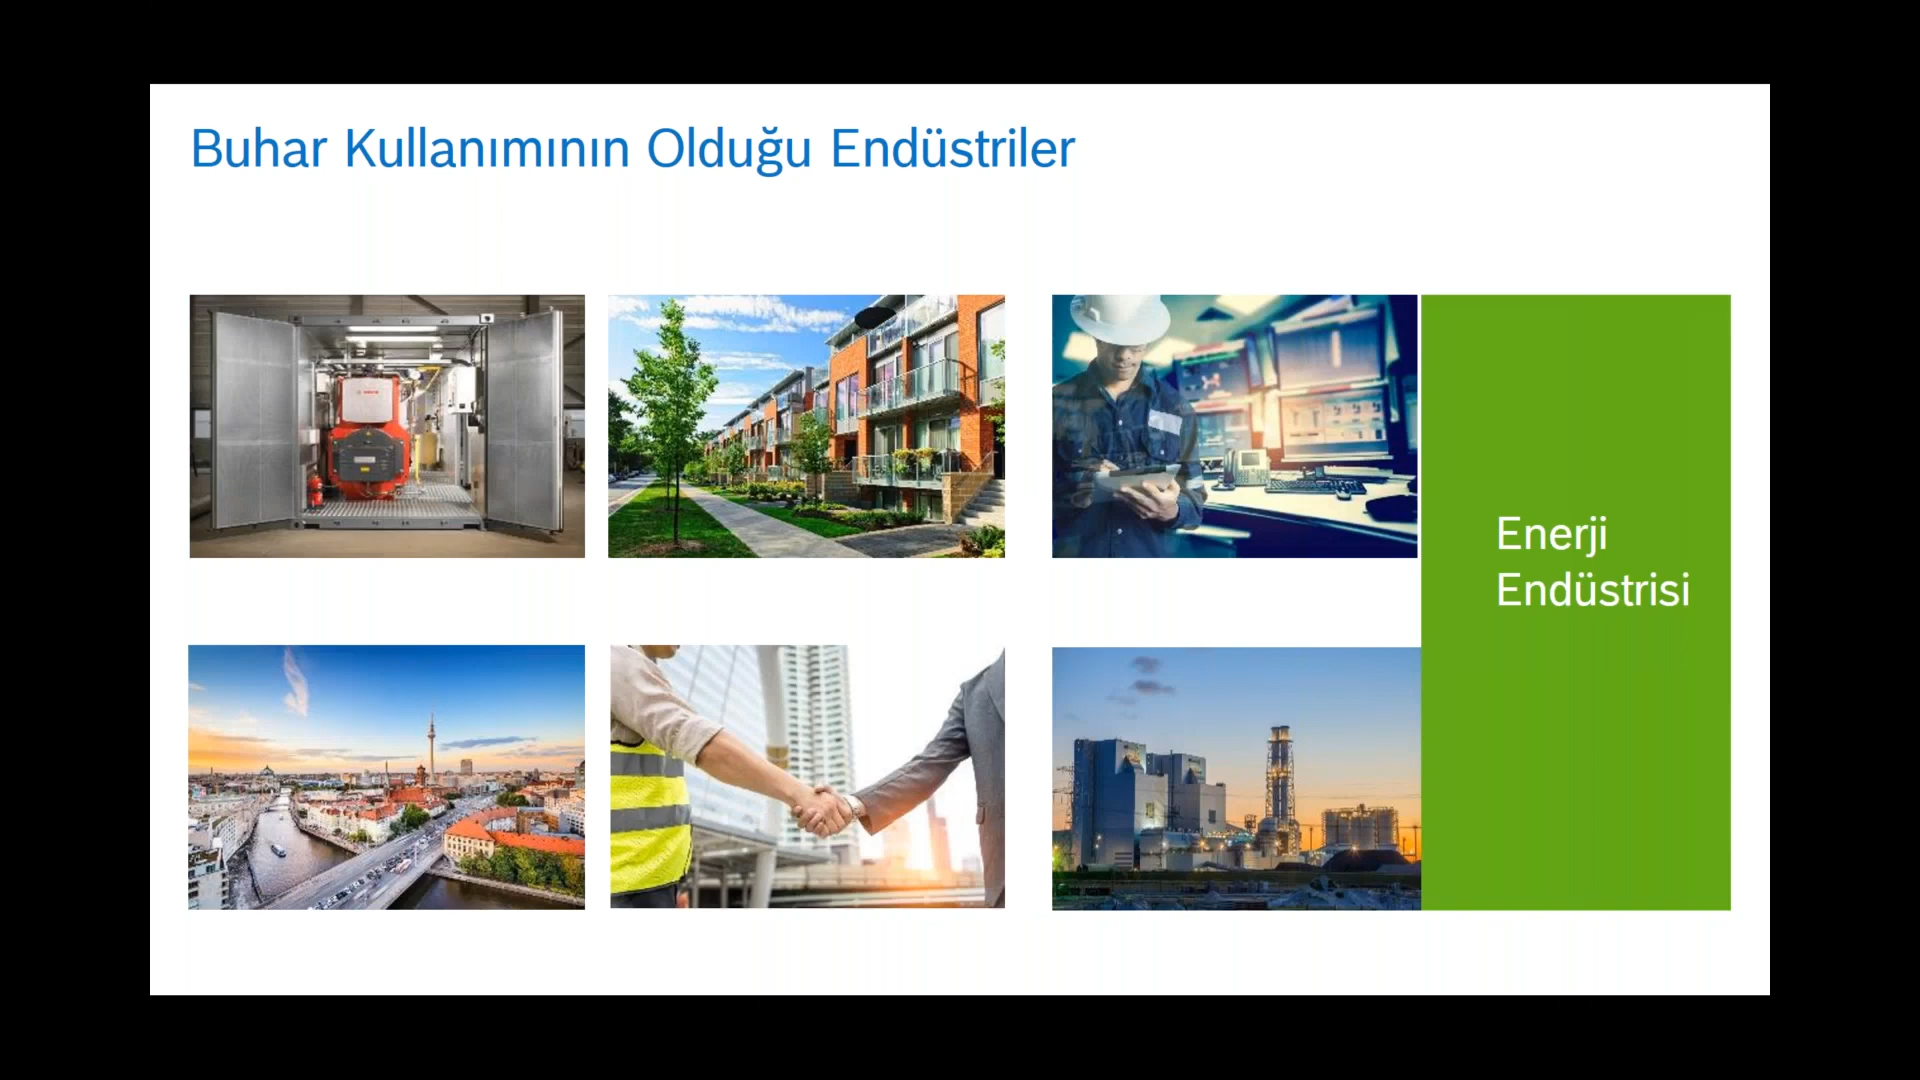 Buhar Kullanımının Olduğu Endüstriler
Enerji
Endüstrisi